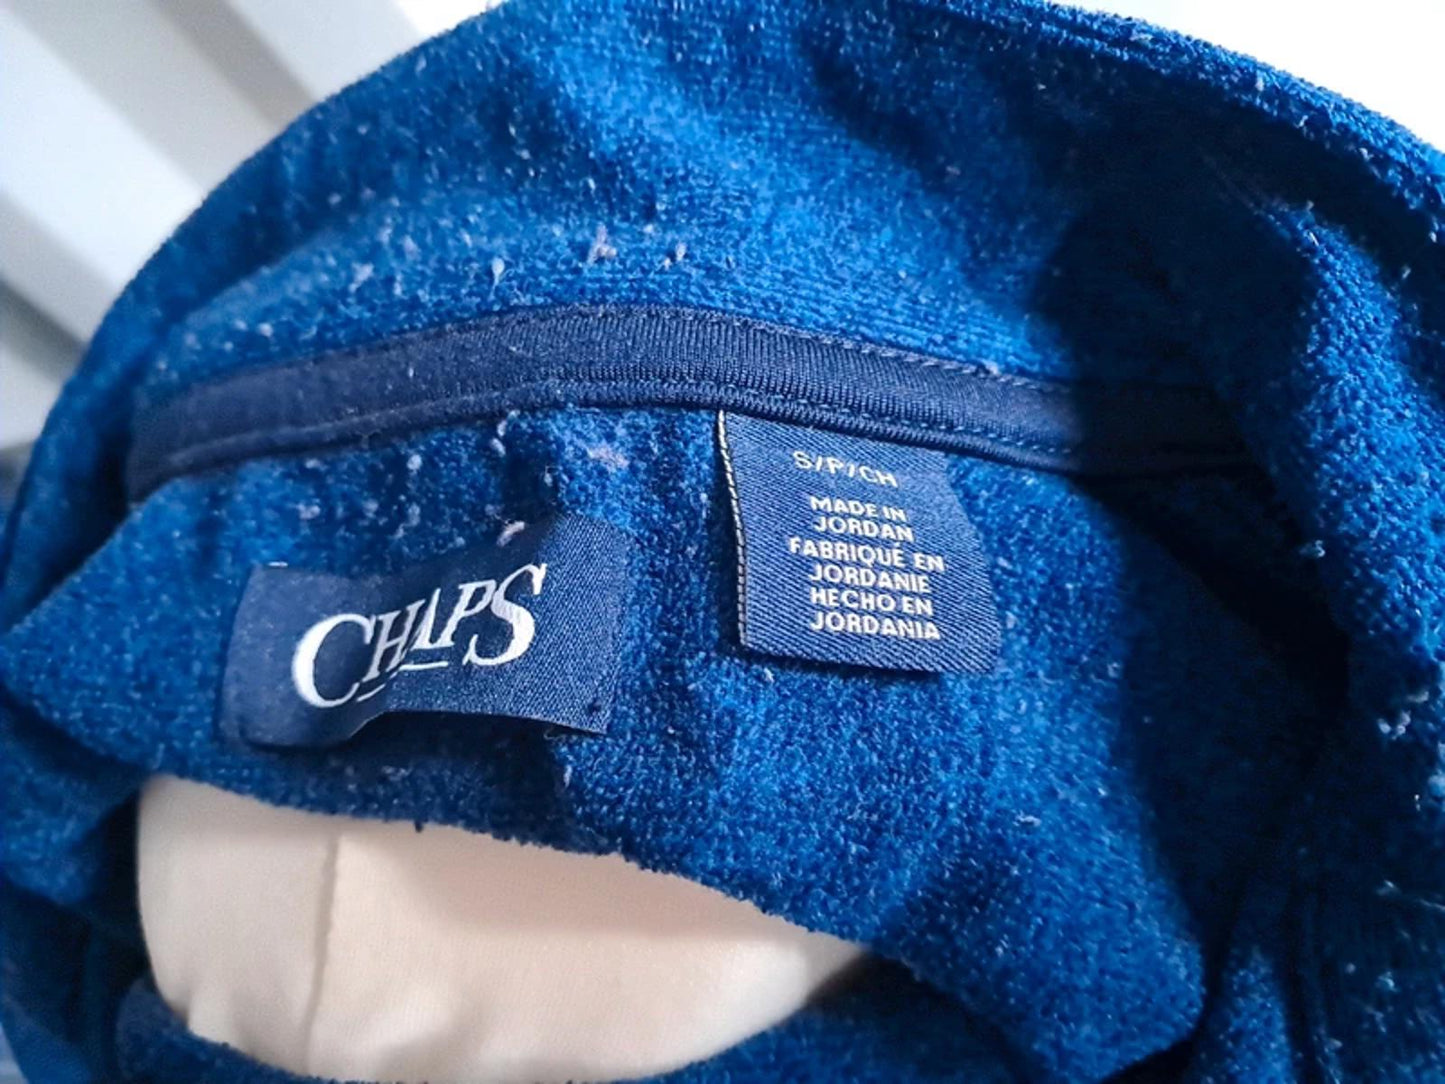 CHAPS
S/P/CH
MADE IN
JORDAN
FABRIQUÉ EN
JORDANIE
HECHO EN
JORDANIA